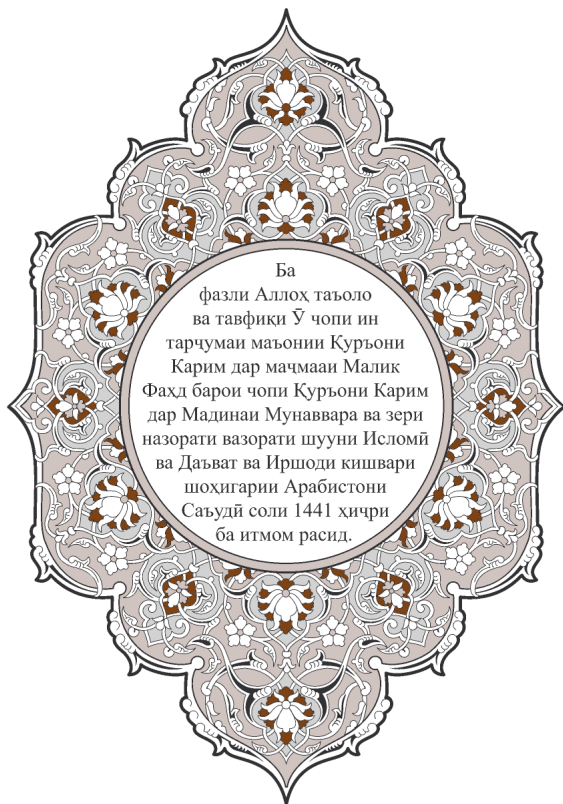 Ба
фазли Аллоҳ таъоло
ва тавфиқи Ӯ чопи ин
тарҷумаи маъонии Қуръони
Карим дар маҷмааи Малик
Фаҳд барои чопи Қуръони Карим
дар Мадинаи Мунаввара ва зери
назорати вазорати шууни Исломӣ
ва Даъват ва Иршоди кишвари
шоҳигарии Арабистони
Саъудӣ соли 1441 ҳиҷри
ба итмом расид.